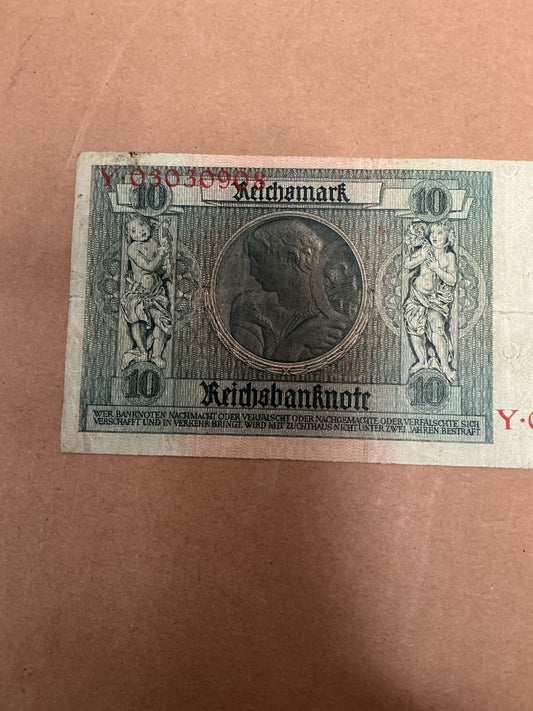 Y·03030908
10 Reichsmark 10
10 Reichsbanknote 10
WER BANKNOTEN NACHMACHT ODER VERFÄLSCHT ODER NACHGEMACHTE ODER VERFÄLSCHTE SICH
VERSCHAFFT UND IN VERKEHR BRINGT, WIRD MIT ZUCHTHAUS NICHT UNTER ZWEI JAHREN BESTRAFT
Y·0